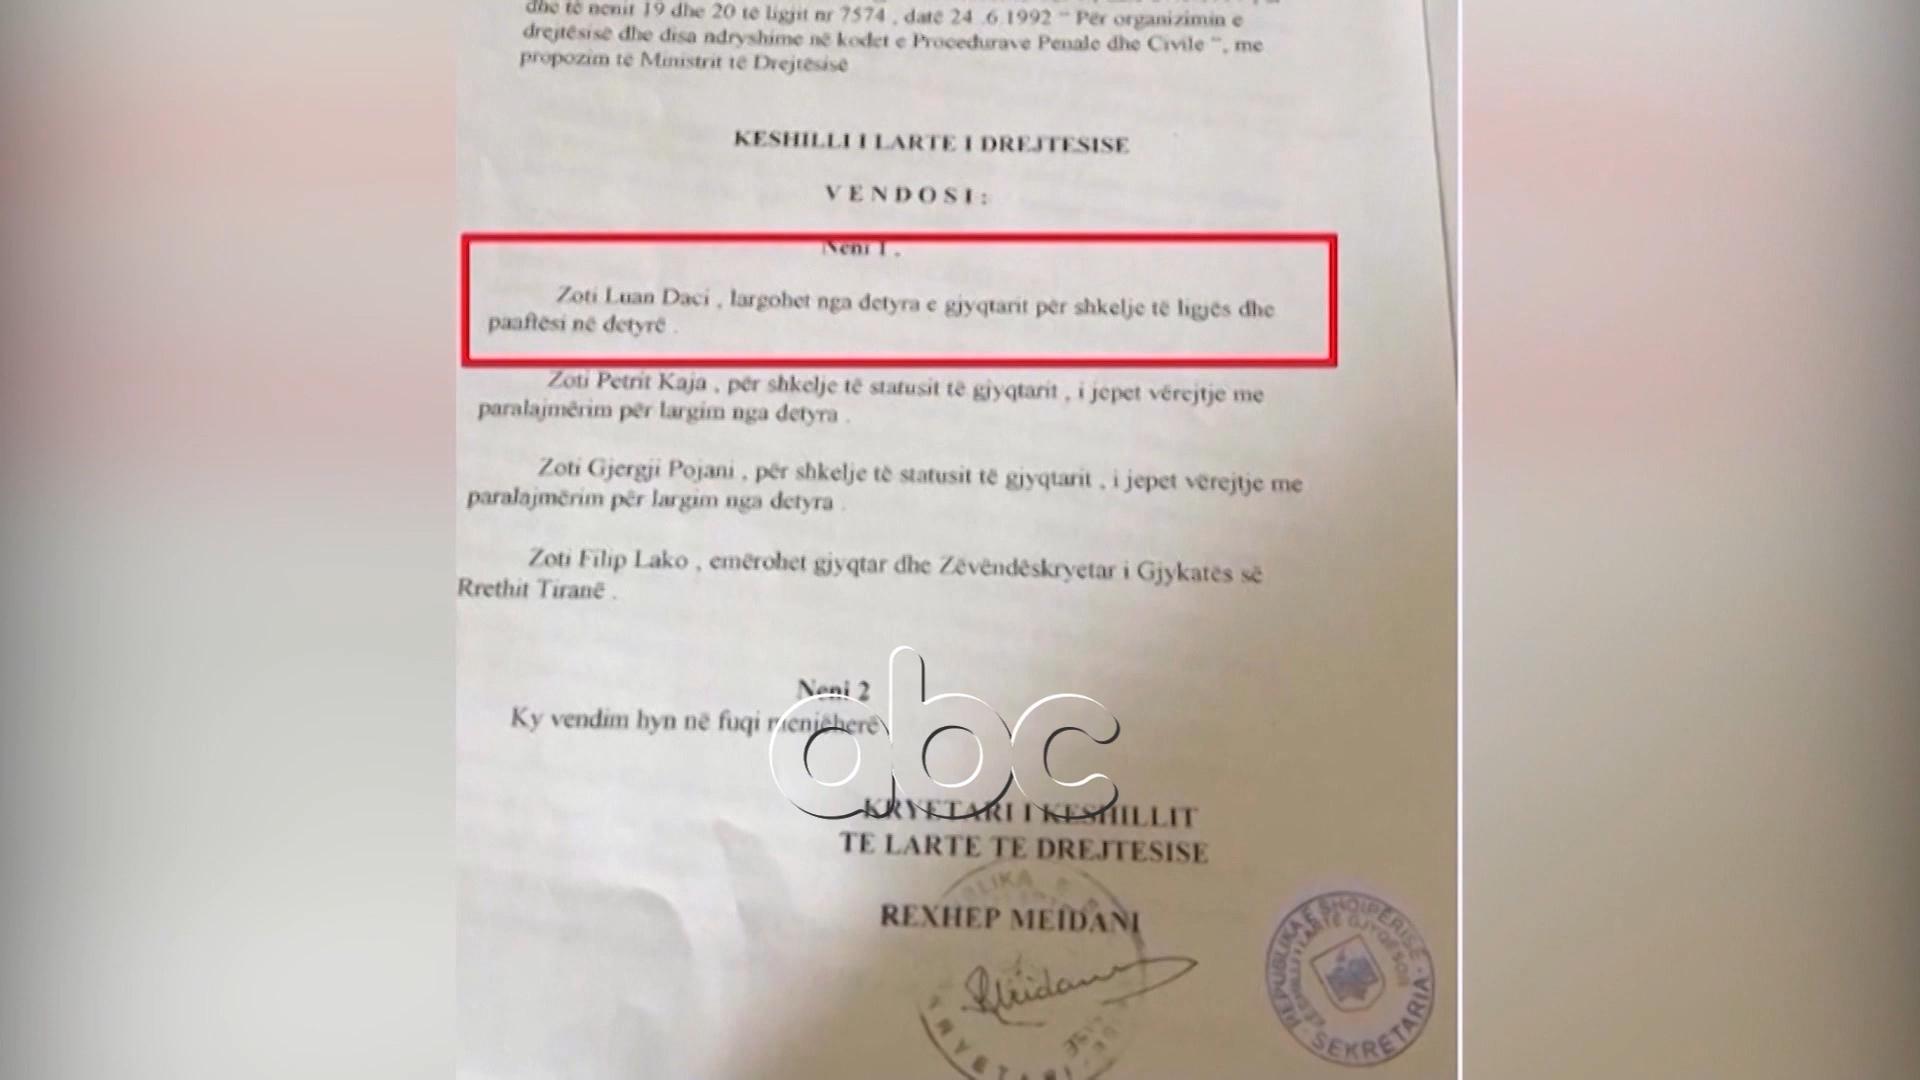 dhe të nenit 19 dhe 20 të ligjit nr 7574 , datë 24 .6.1992 “ Për organizimin e
drejtësisë dhe disa ndryshime në kodet e Procedurave Penale dhe Civile “, me
propozim të Ministrit të Drejtësisë
KESHILLI I LARTE I DREJTESISE
VENDOSI :
Neni 1 .
Zoti Luan Daci , largohet nga detyra e gjyqtarit për shkelje të ligjës dhe
paaftësi në detyrë .
Zoti Petrit Kaja , për shkelje të statusit të gjyqtarit , i jepet vërejtje me
paralajmërim për largim nga detyra .
Zoti Gjergji Pojani , për shkelje të statusit të gjyqtarit , i jepet vërejtje me
paralajmërim për largim nga detyra .
Zoti Filip Lako , emërohet gjyqtar dhe Zëvëndëskryetar i Gjykatës së
Rrethit Tiranë .
Neni 2
Ky vendim hyn në fuqi menjëherë
abc
KRYETARI I KESHILLIT
TE LARTE TE DREJTESISE
REXHEP MEIDANI
REPUBLIKA E SHQIPËRISË
KËSHILLI I LARTË GJYQËSOR
SEKRETARIA